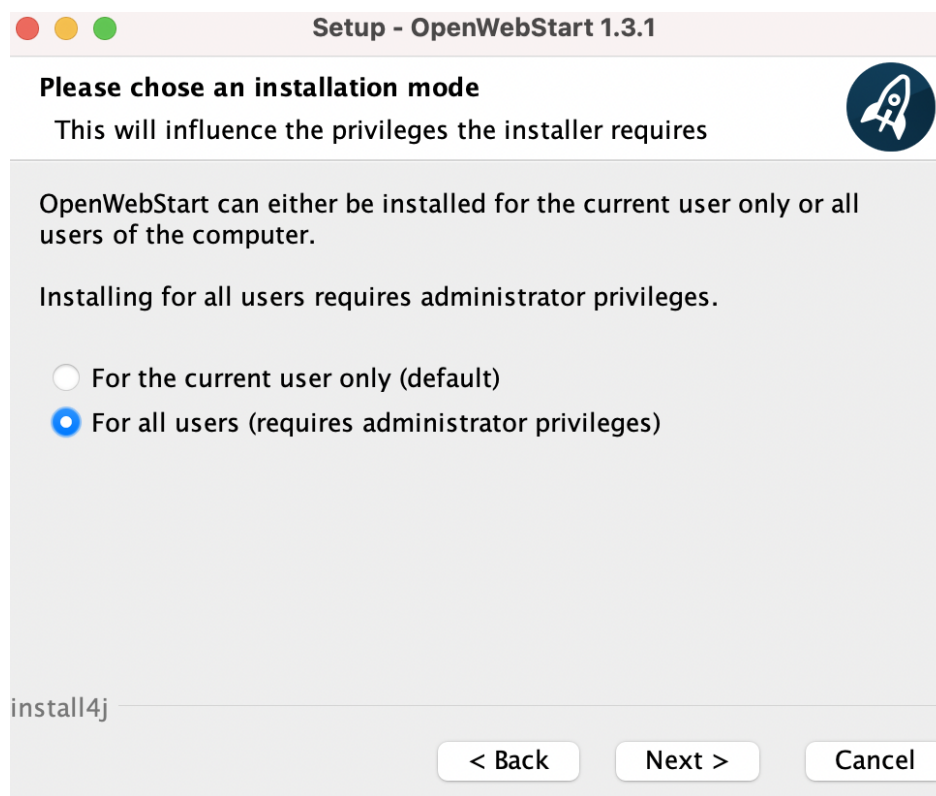 Setup - OpenWebStart 1.3.1
Please chose an installation mode
This will influence the privileges the installer requires
OpenWebStart can either be installed for the current user only or all
users of the computer.
Installing for all users requires administrator privileges.
For the current user only (default)
For all users (requires administrator privileges)
install4j
< Back
Next >
Cancel